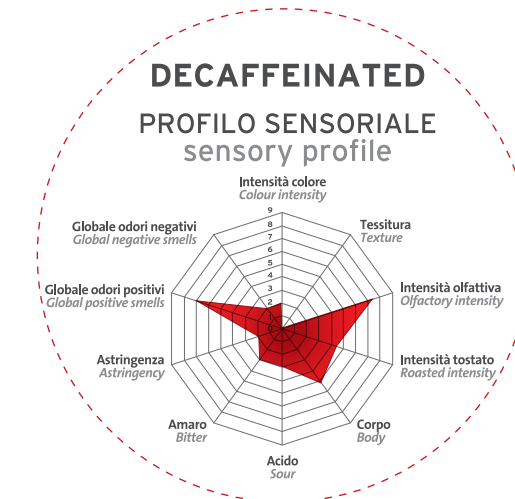 DECAFFEINATED
PROFILO SENSORIALE
sensory profile
Intensità colore
Colour intensity
9
8
7
6
5
4
3
2
1
0
Tessitura
Texture
Globale odori negativi
Global negative smells
Globale odori positivi
Global positive smells
Intensità olfattiva
Olfactory intensity
Astringenza
Astringency
Intensità tostato
Roasted intensity
Amaro
Bitter
Corpo
Body
Acido
Sour